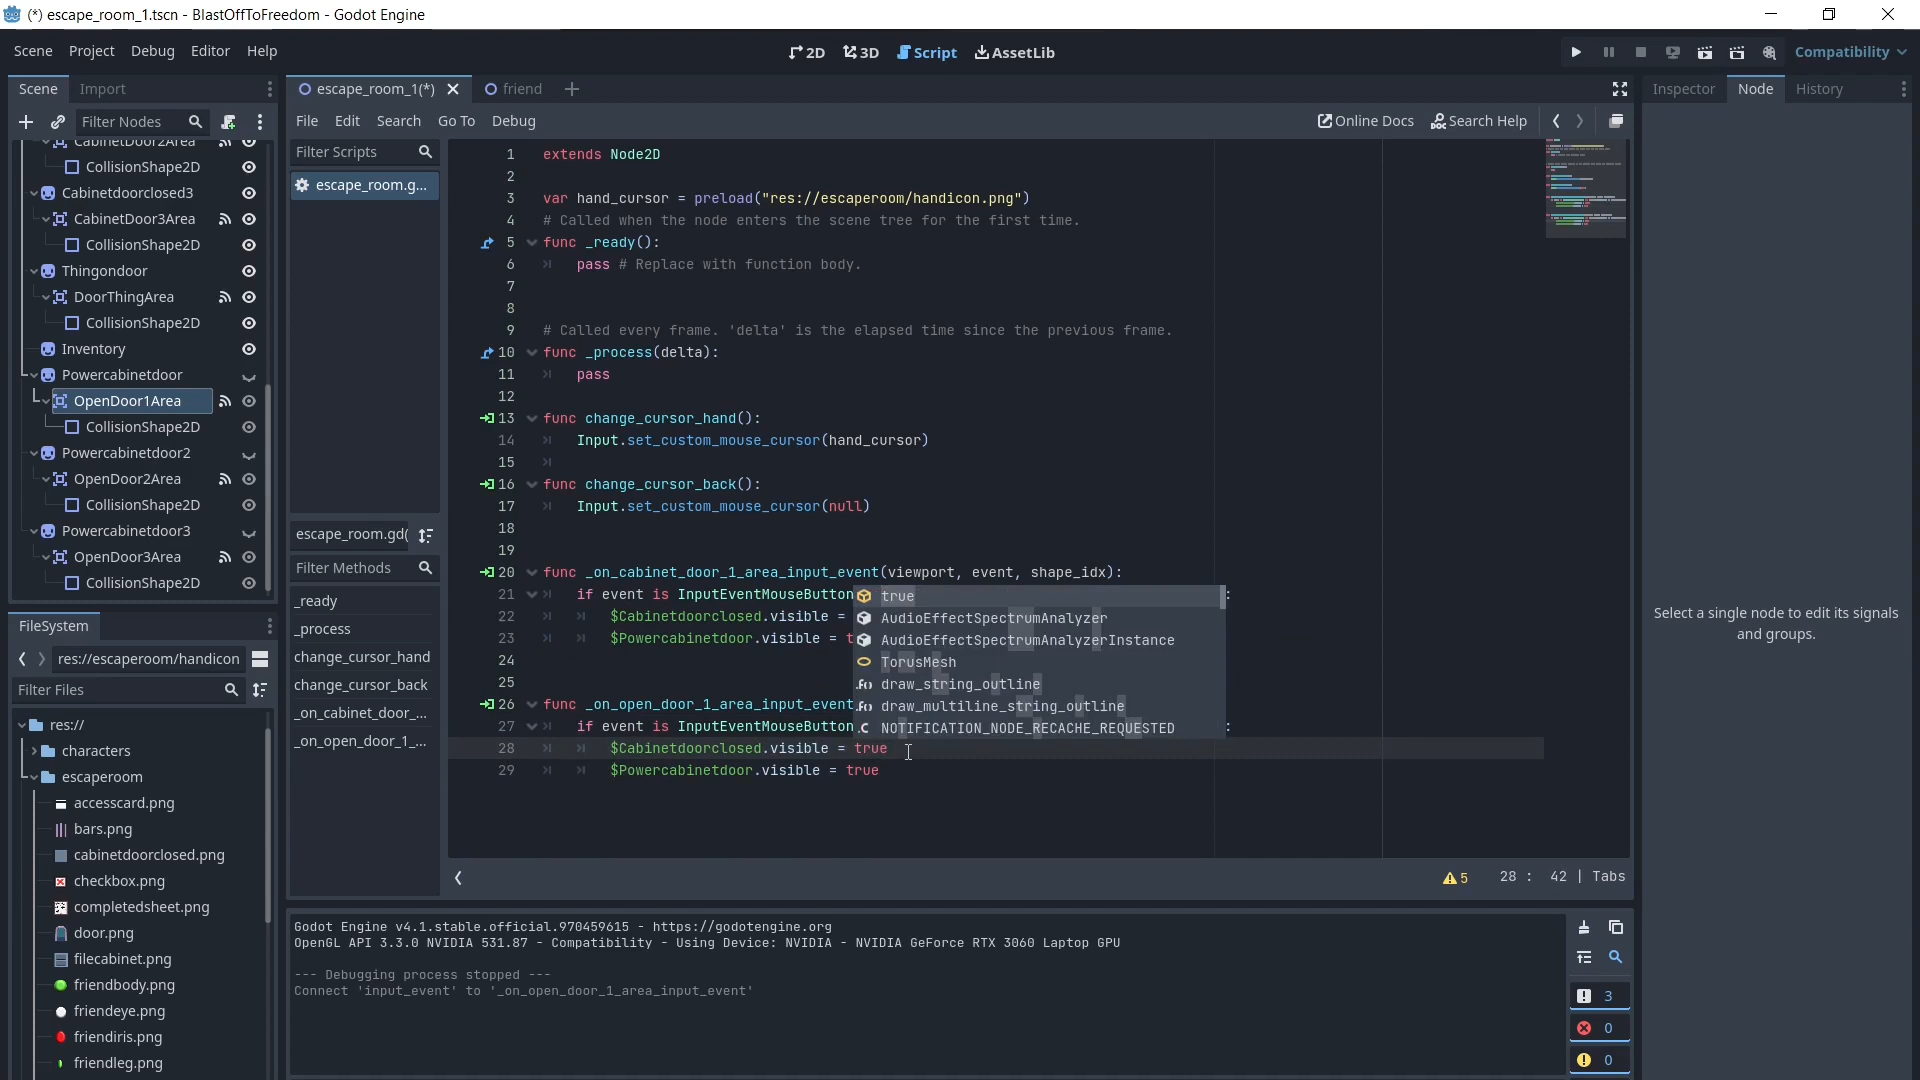 (*) escape_room_1.tscn - BlastOffToFreedom - Godot Engine
Scene Project Debug Editor Help
2D 3D Script AssetLib
Compatibility
Scene Import
escape_room_1(*) friend
Inspector Node History
Filter Nodes
File Edit Search Go To Debug
Online Docs Search Help
CabinetDoor2Area
CollisionShape2D
Cabinetdoorclosed3
CabinetDoor3Area
CollisionShape2D
Thingondoor
DoorThingArea
CollisionShape2D
Inventory
Powercabinetdoor
OpenDoor1Area
CollisionShape2D
Powercabinetdoor2
OpenDoor2Area
CollisionShape2D
Powercabinetdoor3
OpenDoor3Area
CollisionShape2D
FileSystem
res://escaperoom/handicon
Filter Files
res://
characters
escaperoom
accesscard.png
bars.png
cabinetdoorclosed.png
checkbox.png
completedsheet.png
door.png
filecabinet.png
friendbody.png
friendeye.png
friendiris.png
friendleg.png
Filter Scripts
escape_room.g...
escape_room.gd(
Filter Methods
_ready
_process
change_cursor_hand
change_cursor_back
_on_cabinet_door_...
_on_open_door_1_...
1 extends Node2D
2
3 var hand_cursor = preload("res://escaperoom/handicon.png")
4 # Called when the node enters the scene tree for the first time.
5 func _ready():
6 pass # Replace with function body.
7
8
9 # Called every frame. 'delta' is the elapsed time since the previous frame.
10 func _process(delta):
11 pass
12
13 func change_cursor_hand():
14 Input.set_custom_mouse_cursor(hand_cursor)
15
16 func change_cursor_back():
17 Input.set_custom_mouse_cursor(null)
18
19
20 func _on_cabinet_door_1_area_input_event(viewport, event, shape_idx):
21 if event is InputEventMouseButton :
22 $Cabinetdoorclosed.visible =
23 $Powercabinetdoor.visible = t
24
25
26 func _on_open_door_1_area_input_event
27 if event is InputEventMouseButton :
28 $Cabinetdoorclosed.visible = true
29 $Powercabinetdoor.visible = true
true
AudioEffectSpectrumAnalyzer
AudioEffectSpectrumAnalyzerInstance
TorusMesh
draw_string_outline
draw_multiline_string_outline
NOTIFICATION_NODE_RECACHE_REQUESTED
5 28 : 42 | Tabs
Godot Engine v4.1.stable.official.970459615 - https://godotengine.org
OpenGL API 3.3.0 NVIDIA 531.87 - Compatibility - Using Device: NVIDIA - NVIDIA GeForce RTX 3060 Laptop GPU
--- Debugging process stopped ---
Connect 'input_event' to '_on_open_door_1_area_input_event'
3
0
0
Select a single node to edit its signals
and groups.